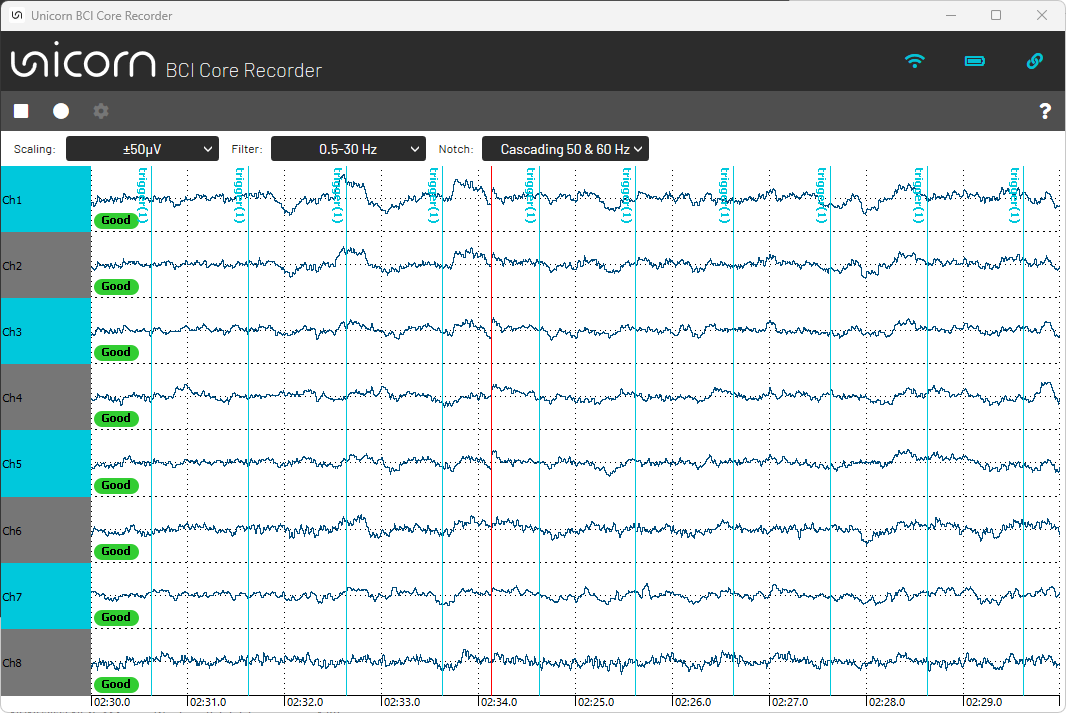 Unicorn BCI Core Recorder
unicorn BCI Core Recorder
?
Scaling: ±50µV Filter: 0.5-30 Hz Notch: Cascading 50 & 60 Hz
trigger(1) trigger(1) trigger(1) trigger(1) trigger(1) trigger(1) trigger(1) trigger(1) trigger(1) trigger(1)
Ch1
Good
Ch2
Good
Ch3
Good
Ch4
Good
Ch5
Good
Ch6
Good
Ch7
Good
Ch8
Good
02:30.0 02:31.0 02:32.0 02:33.0 02:34.0 02:25.0 02:26.0 02:27.0 02:28.0 02:29.0